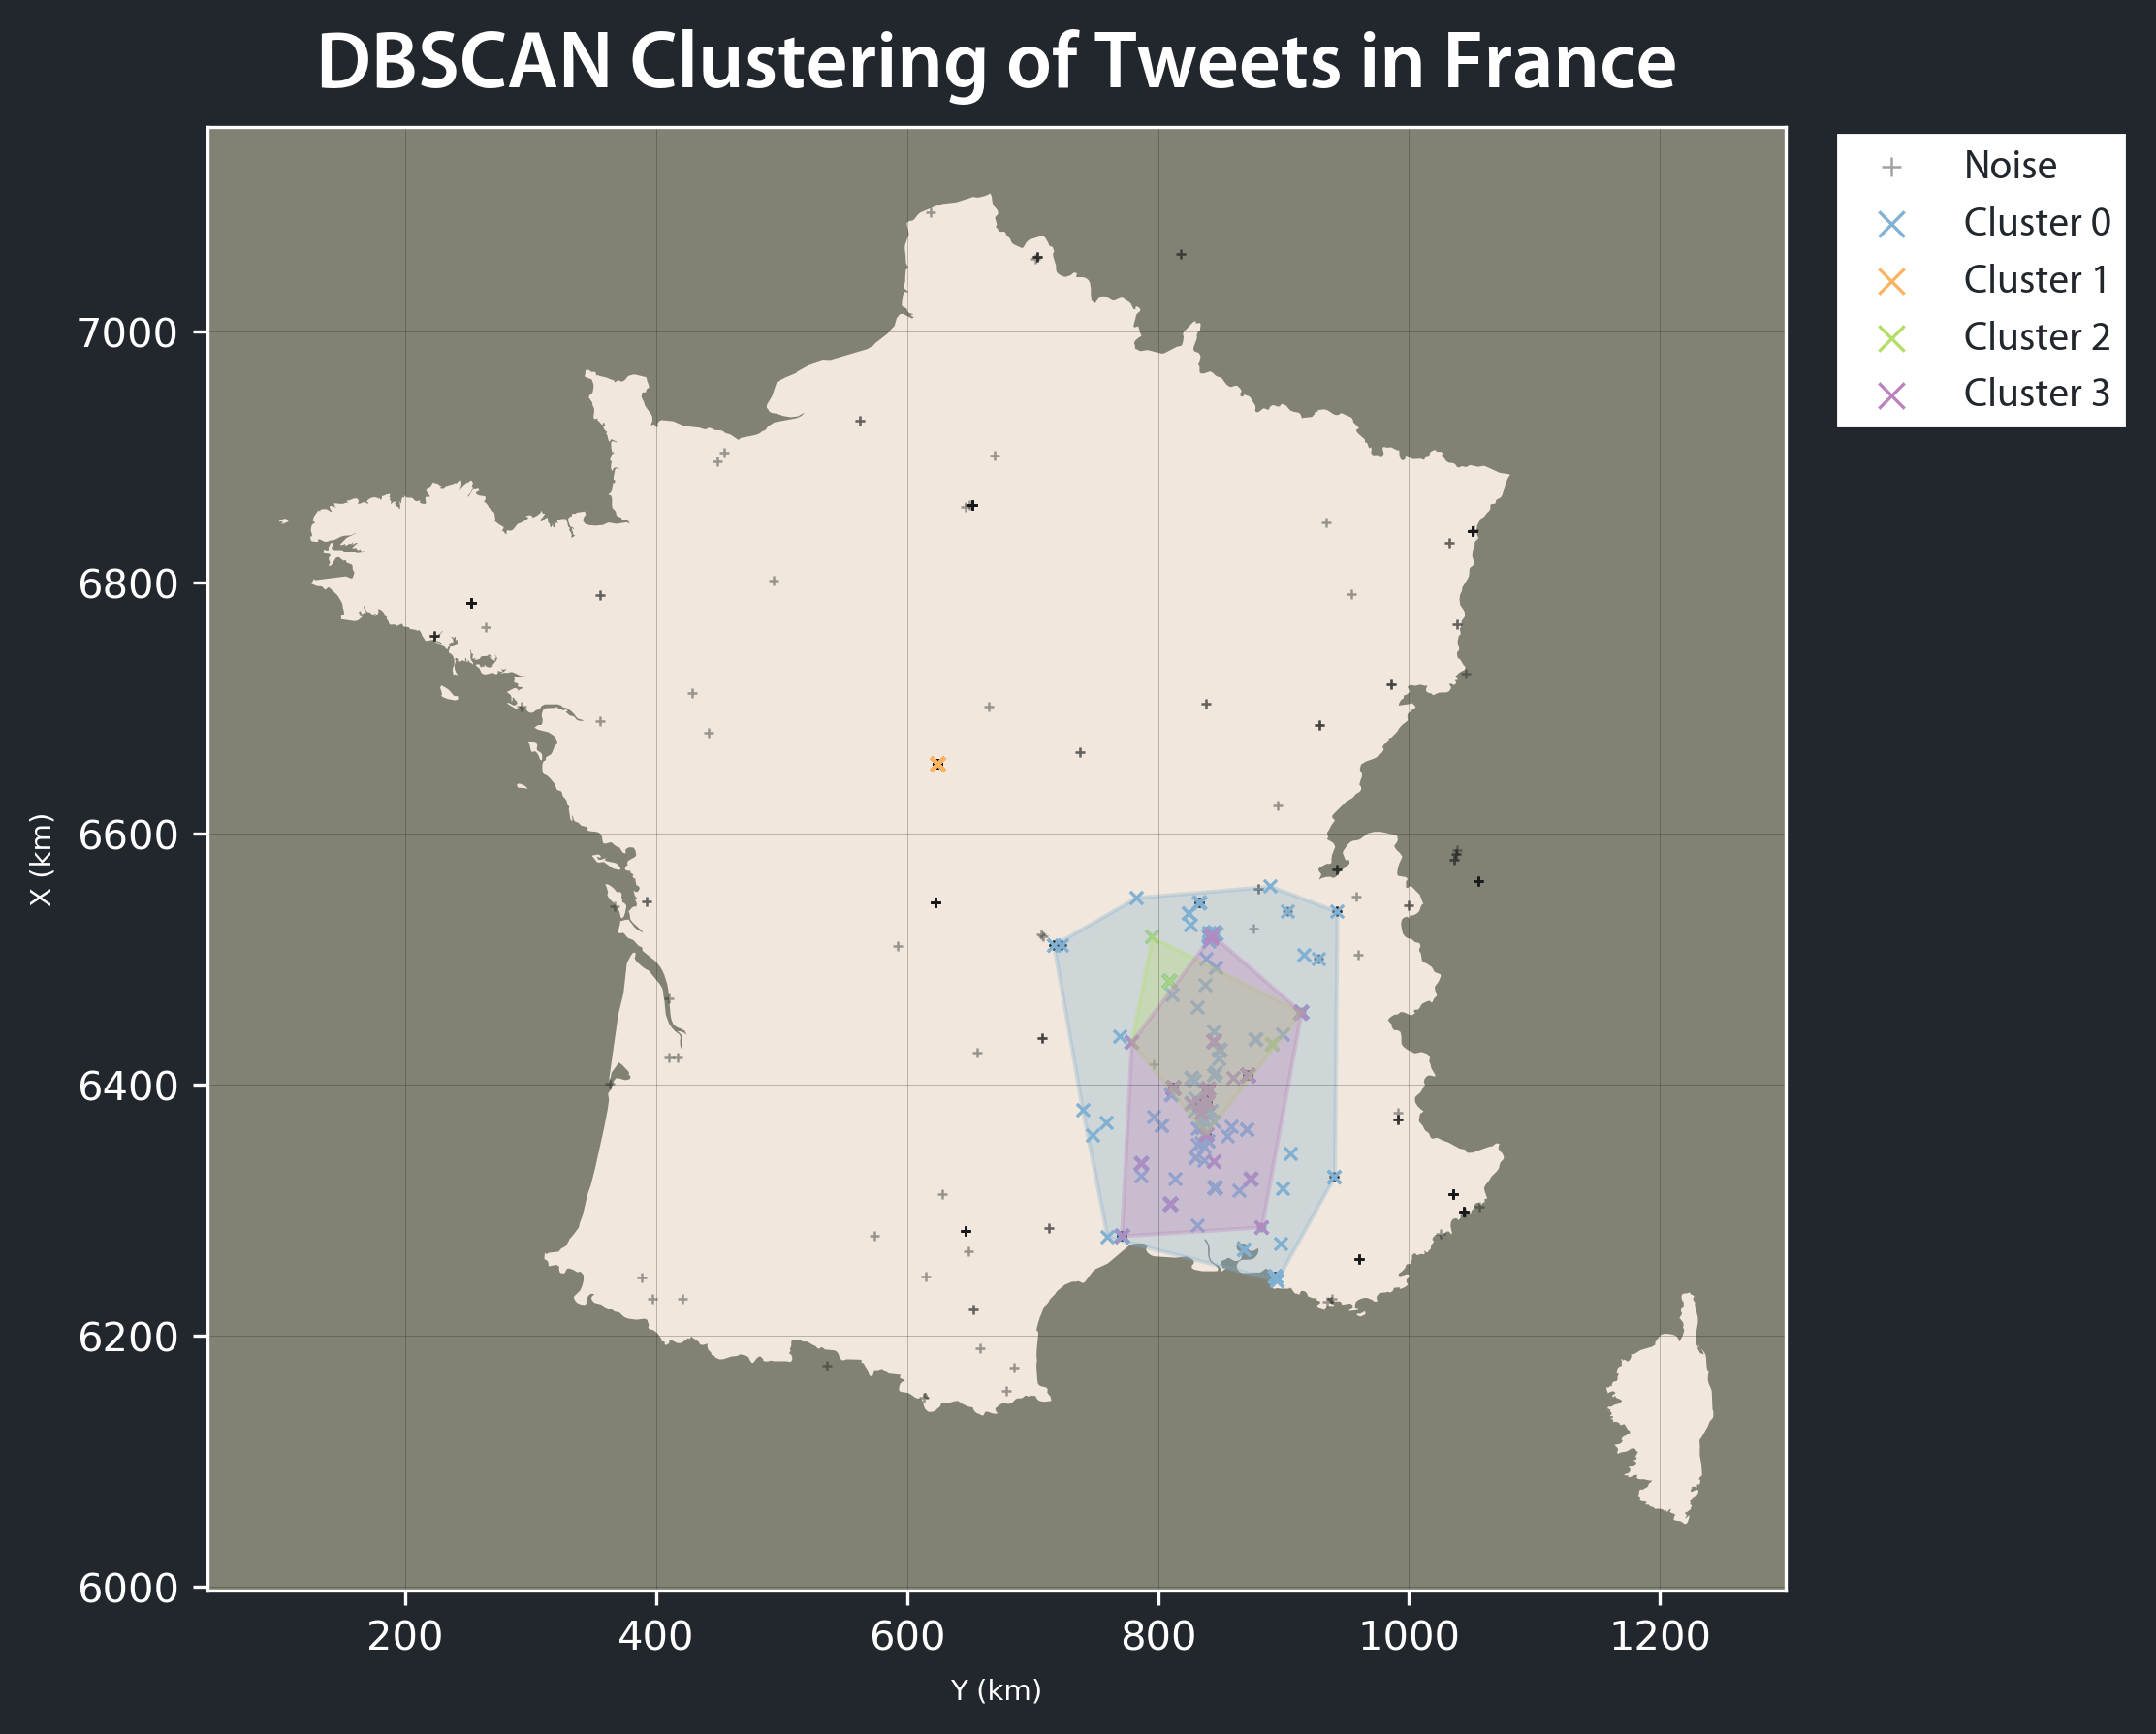 DBSCAN Clustering of Tweets in France
Noise
Cluster 0
Cluster 1
Cluster 2
Cluster 3
7000
6800
6600
6400
6200
6000
X (km)
200 400 600 800 1000 1200
Y (km)